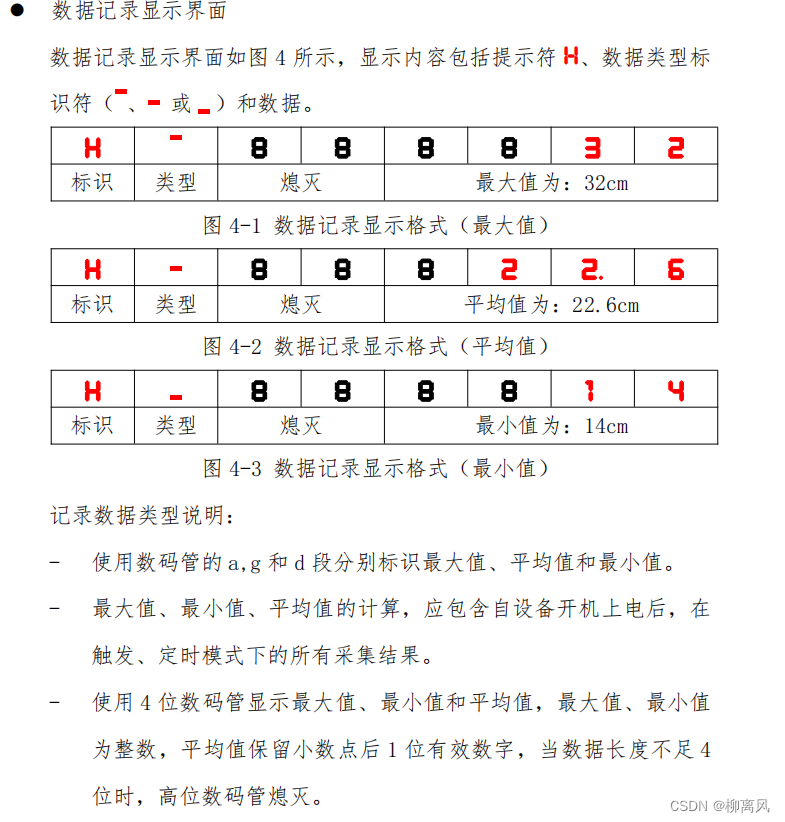 ● 数据记录显示界面
数据记录显示界面如图 4 所示，显示内容包括提示符 H、数据类型标
识符（¯、- 或 _）和数据。
H ¯ 8 8 8 8 3 2
标识 类型 熄灭 最大值为：32cm
图 4-1 数据记录显示格式（最大值）
H - 8 8 8 2 2. 6
标识 类型 熄灭 平均值为：22.6cm
图 4-2 数据记录显示格式（平均值）
H _ 8 8 8 8 1 4
标识 类型 熄灭 最小值为：14cm
图 4-3 数据记录显示格式（最小值）
记录数据类型说明：
- 使用数码管的 a,g 和 d 段分别标识最大值、平均值和最小值。
- 最大值、最小值、平均值的计算，应包含自设备开机上电后，在
触发、定时模式下的所有采集结果。
- 使用 4 位数码管显示最大值、最小值和平均值，最大值、最小值
为整数，平均值保留小数点后 1 位有效数字，当数据长度不足 4
位时，高位数码管熄灭。
CSDN @柳离风